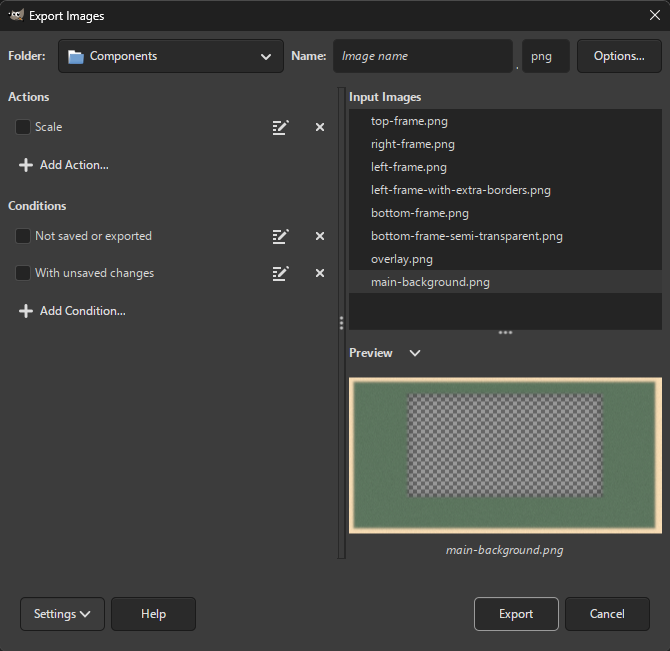 Export Images
Folder: Components Name: Image name . png Options...
Actions
Scale
Add Action...
Conditions
Not saved or exported
With unsaved changes
Add Condition...
Input Images
top-frame.png
right-frame.png
left-frame.png
left-frame-with-extra-borders.png
bottom-frame.png
bottom-frame-semi-transparent.png
overlay.png
main-background.png
Preview
main-background.png
Settings Help Export Cancel